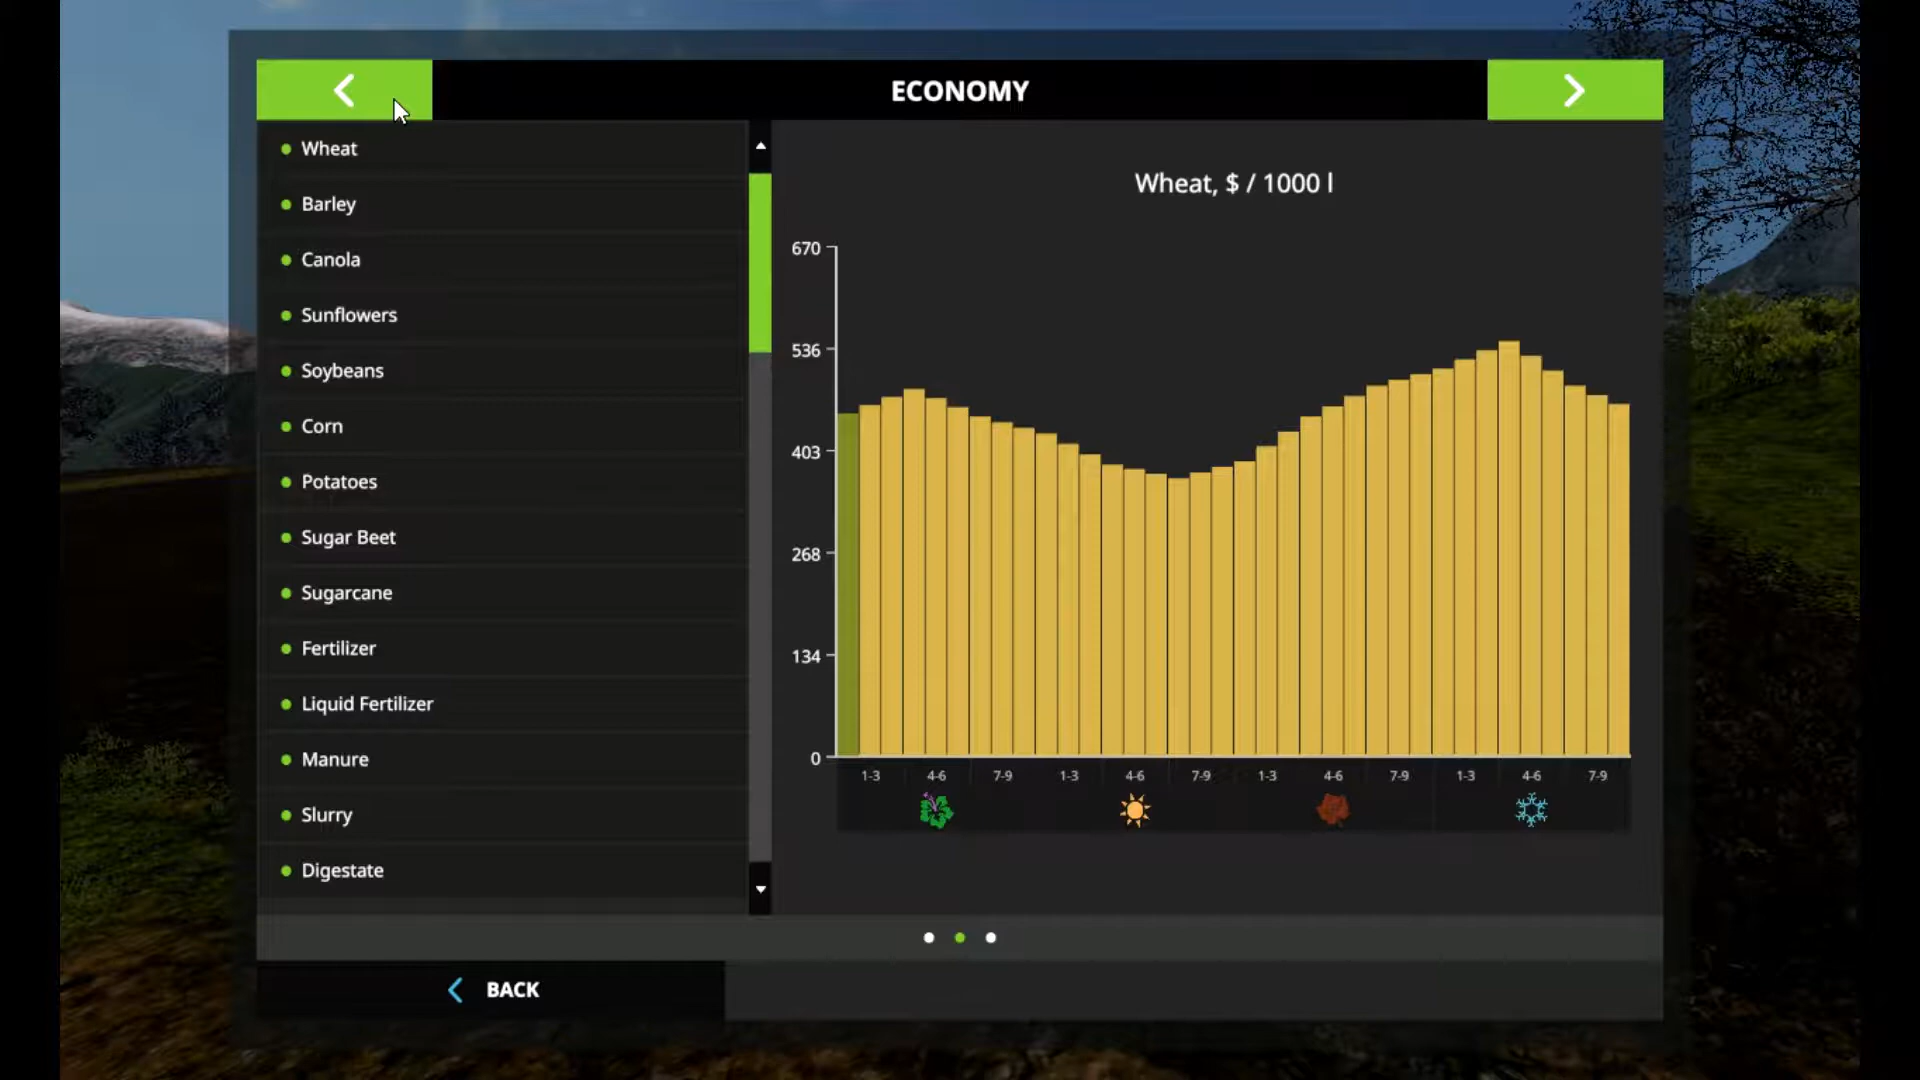 ECONOMY
Wheat
Barley
Canola
Sunflowers
Soybeans
Corn
Potatoes
Sugar Beet
Sugarcane
Fertilizer
Liquid Fertilizer
Manure
Slurry
Digestate
Wheat, $ / 1000 l
670
536
403
268
134
0
1-3 4-6 7-9 1-3 4-6 7-9 1-3 4-6 7-9 1-3 4-6 7-9
BACK